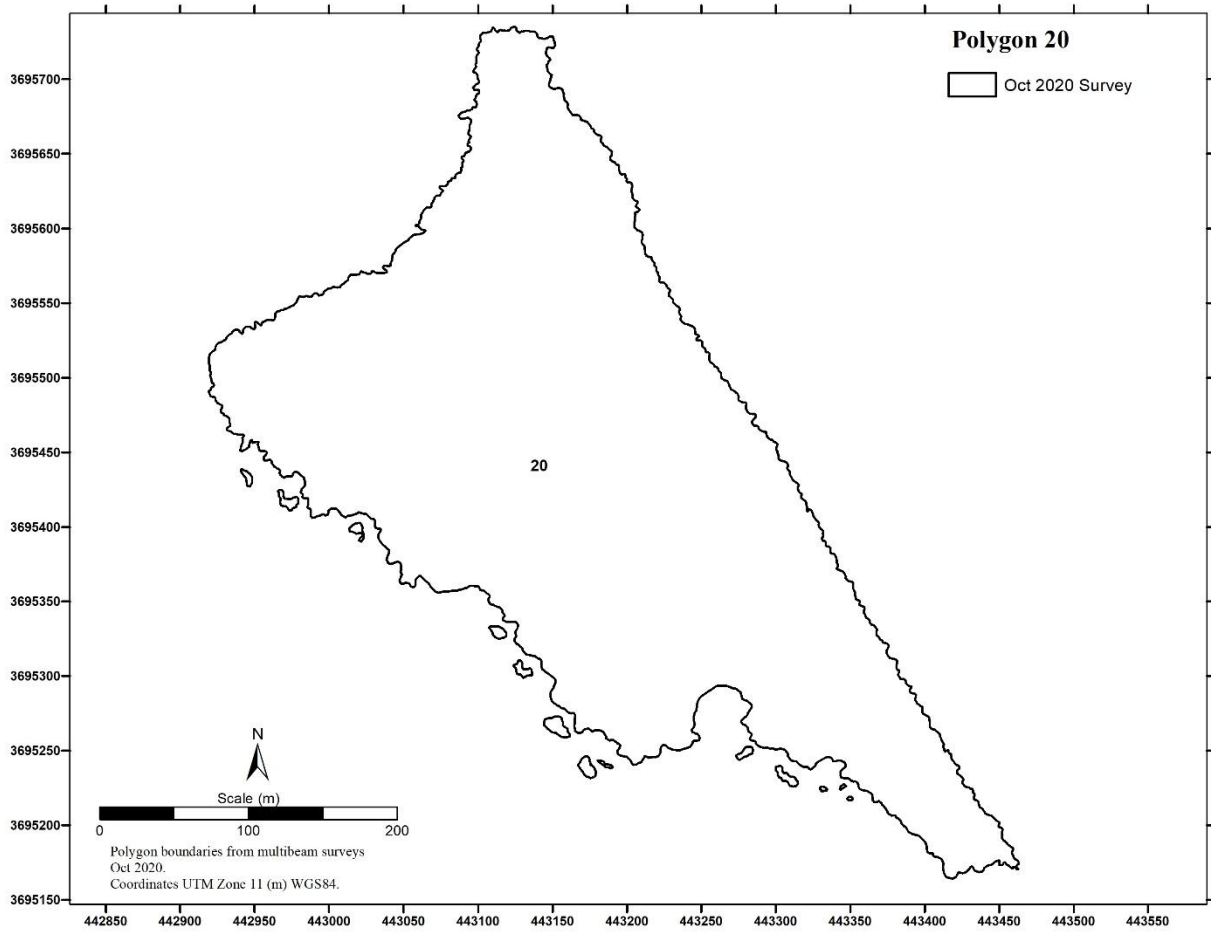 Polygon 20
Oct 2020 Survey
3695700
3695650
3695600
3695550
3695500
3695450
3695400
3695350
3695300
3695250
3695200
3695150
20
N
Scale (m)
0 100 200
Polygon boundaries from multibeam surveys
Oct 2020.
Coordinates UTM Zone 11 (m) WGS84.
442850 442900 442950 443000 443050 443100 443150 443200 443250 443300 443350 443400 443450 443500 443550